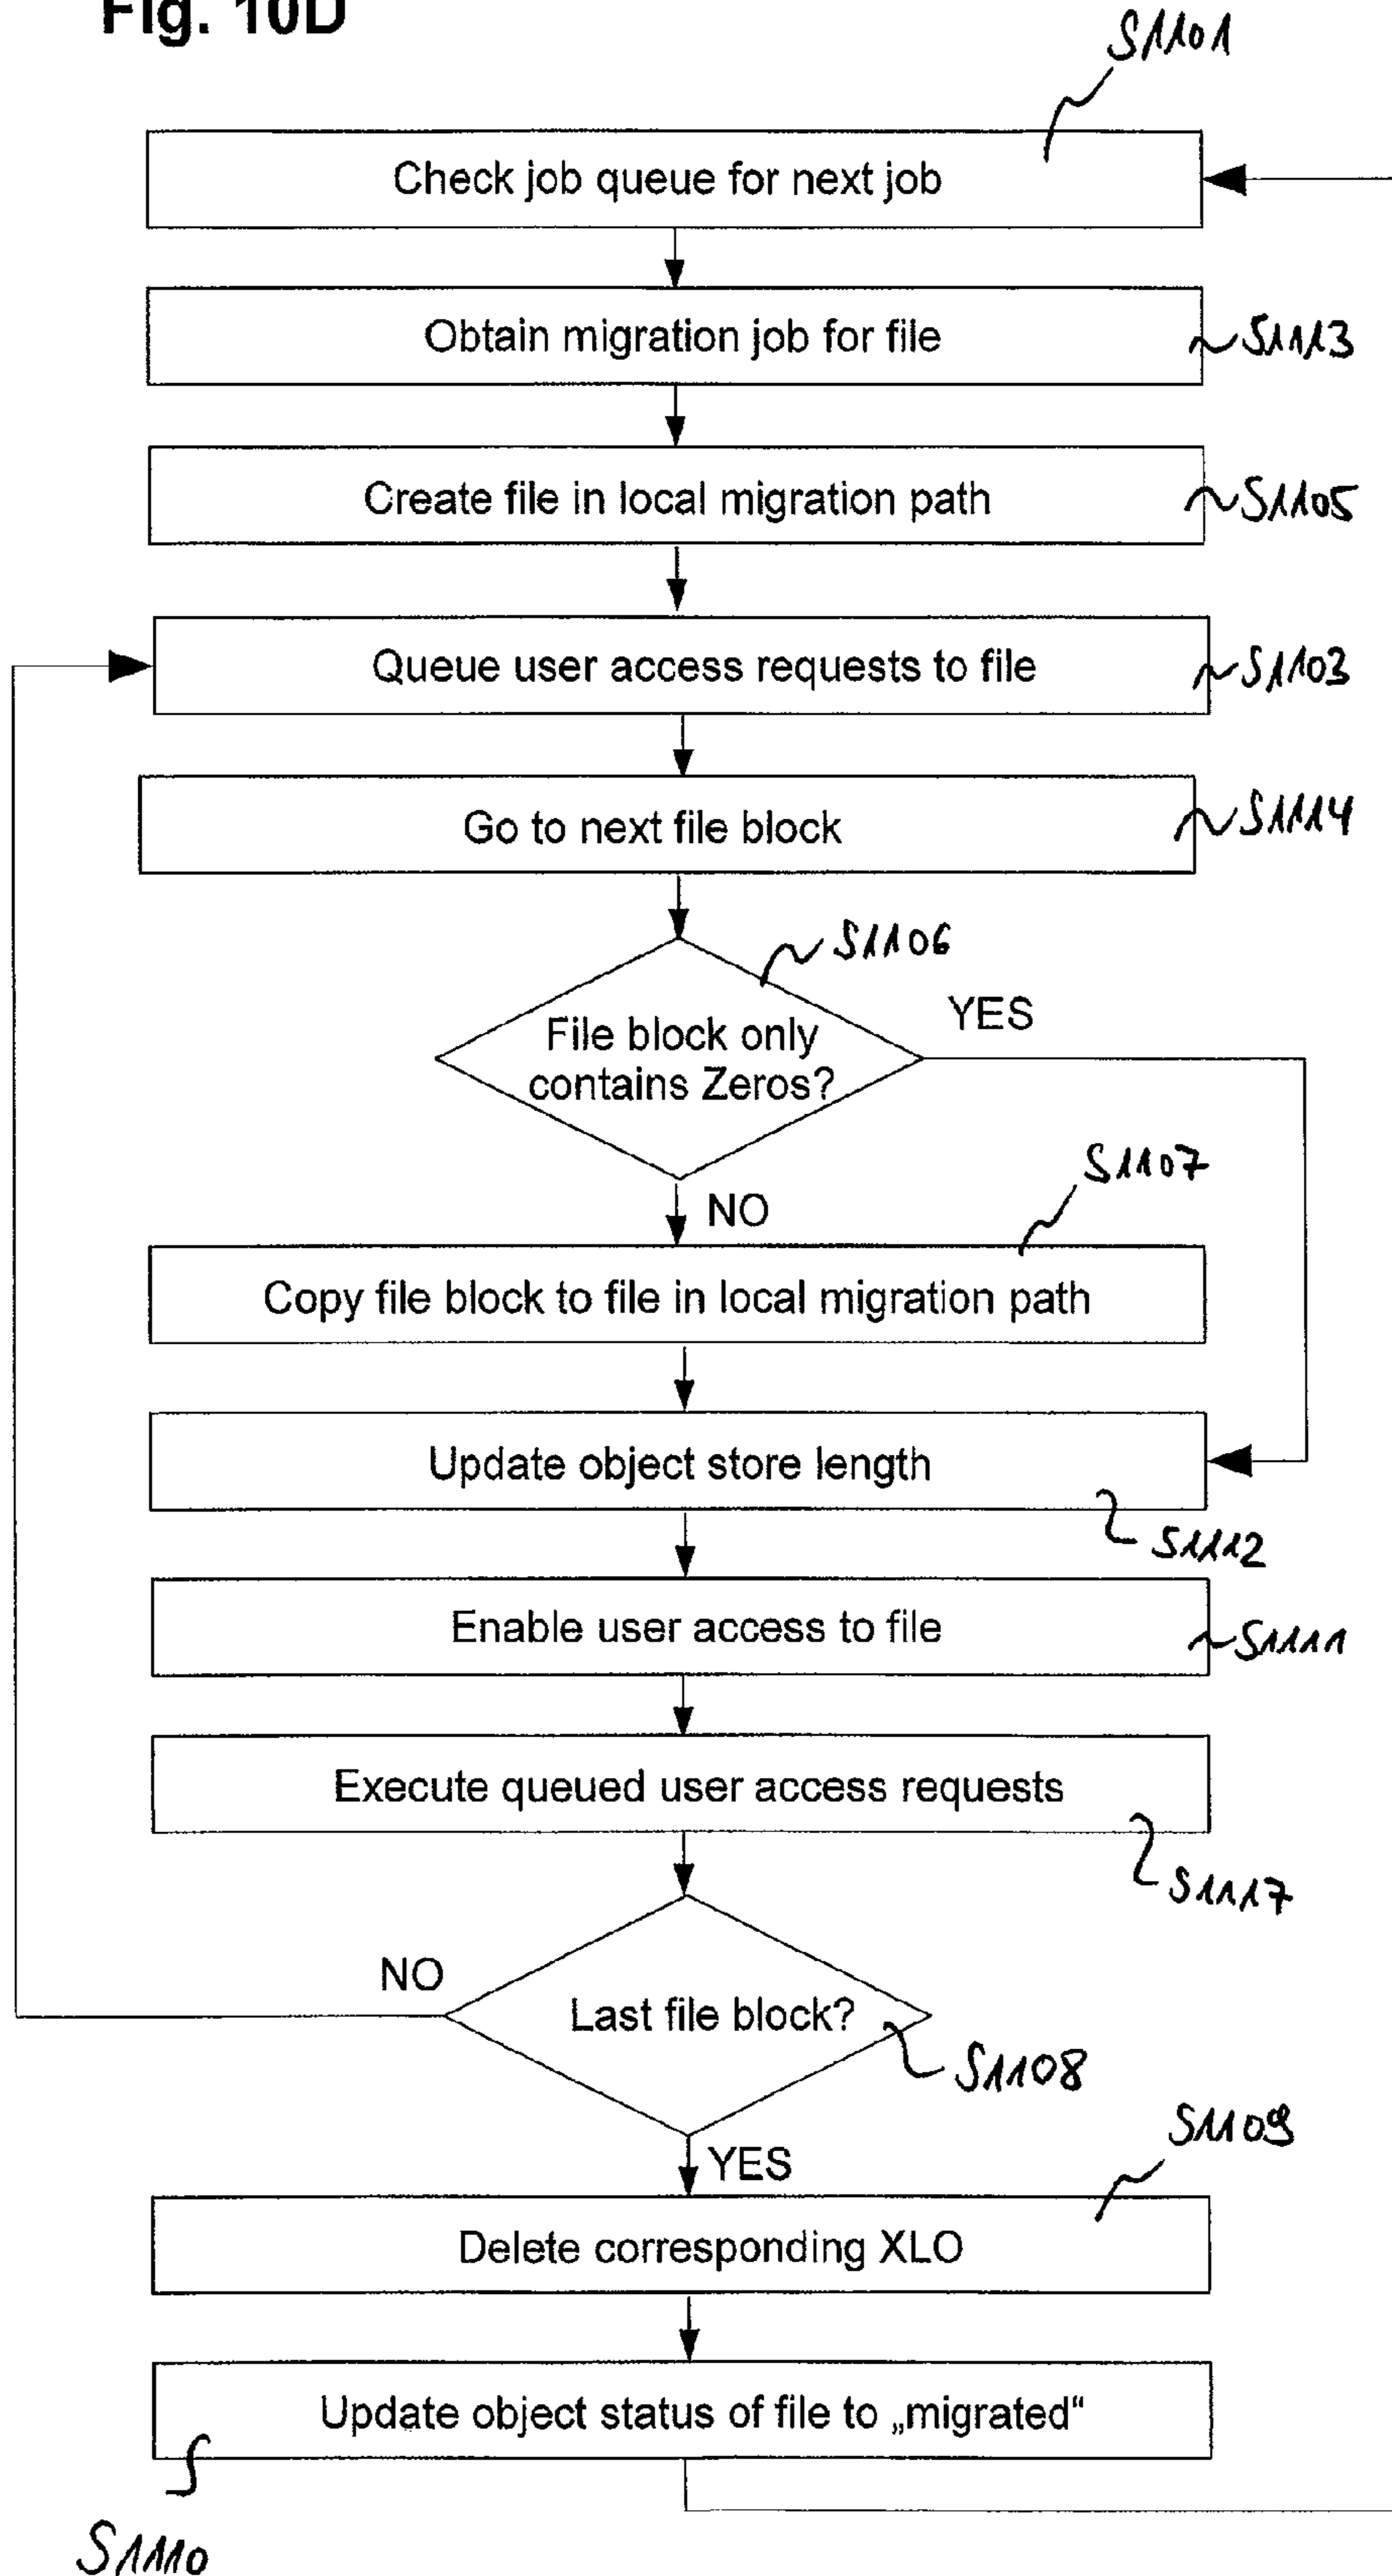 Fig. 10D
S1101
Check job queue for next job
Obtain migration job for file
S1113
Create file in local migration path
S1105
Queue user access requests to file
S1103
Go to next file block
S1114
S1106
File block only
contains Zeros?
YES
S1107
NO
Copy file block to file in local migration path
Update object store length
S1112
Enable user access to file
S1111
Execute queued user access requests
S1117
NO
Last file block?
S1108
S1109
YES
Delete corresponding XLO
Update object status of file to „migrated“
S1110